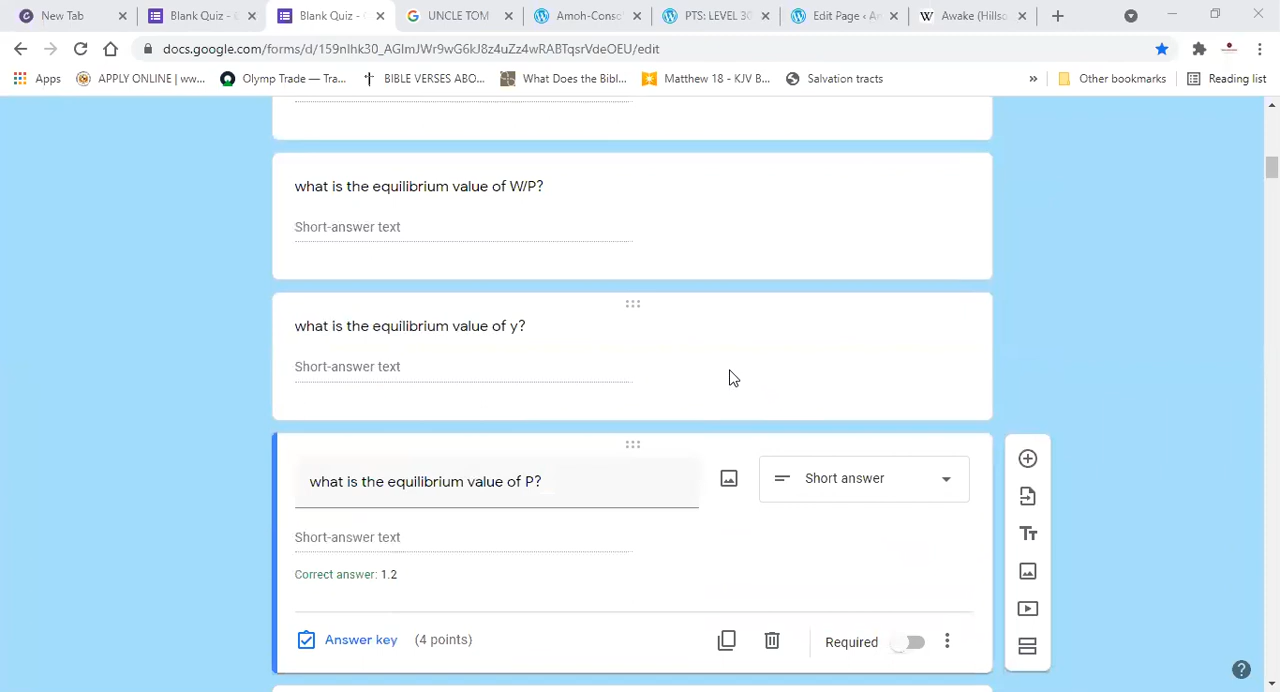 New Tab
Blank Quiz - E
Blank Quiz - G
UNCLE TOM
Amoh-Conso
PTS: LEVEL 30
Edit Page ‹ A
Awake (Hills
docs.google.com/forms/d/159nIhk30_AGlmJWr9wG6kJ8z4uZz4wRABTqsrVdeOEU/edit
Apps
APPLY ONLINE | ww...
Olymp Trade — Tra...
BIBLE VERSES ABO...
What Does the Bibl...
Matthew 18 - KJV B...
Salvation tracts
»
Other bookmarks
Reading list
what is the equilibrium value of W/P?
Short-answer text
what is the equilibrium value of y?
Short-answer text
what is the equilibrium value of P?
Short answer
Short-answer text
Correct answer: 1.2
Answer key (4 points)
Required